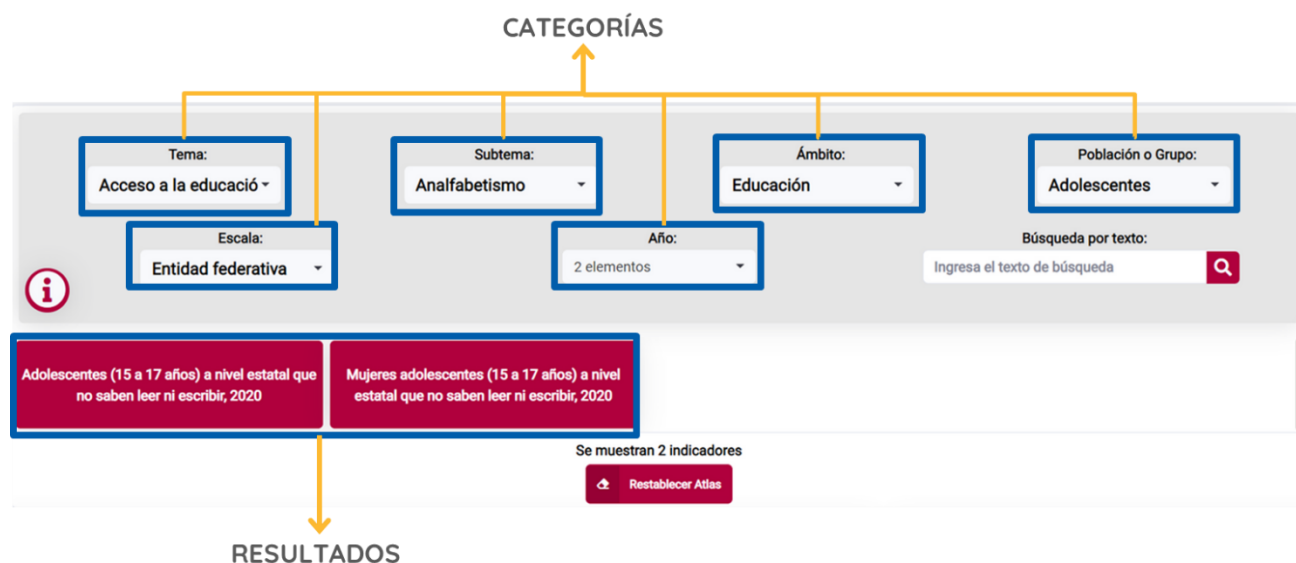 CATEGORÍAS
Tema:
Acceso a la educació
Subtema:
Analfabetismo
Ámbito:
Educación
Población o Grupo:
Adolescentes
Escala:
Entidad federativa
Año:
2 elementos
Búsqueda por texto:
Ingresa el texto de búsqueda
Adolescentes (15 a 17 años) a nivel estatal que
no saben leer ni escribir, 2020
Mujeres adolescentes (15 a 17 años) a nivel
estatal que no saben leer ni escribir, 2020
Se muestran 2 indicadores
Restablecer Atlas
RESULTADOS